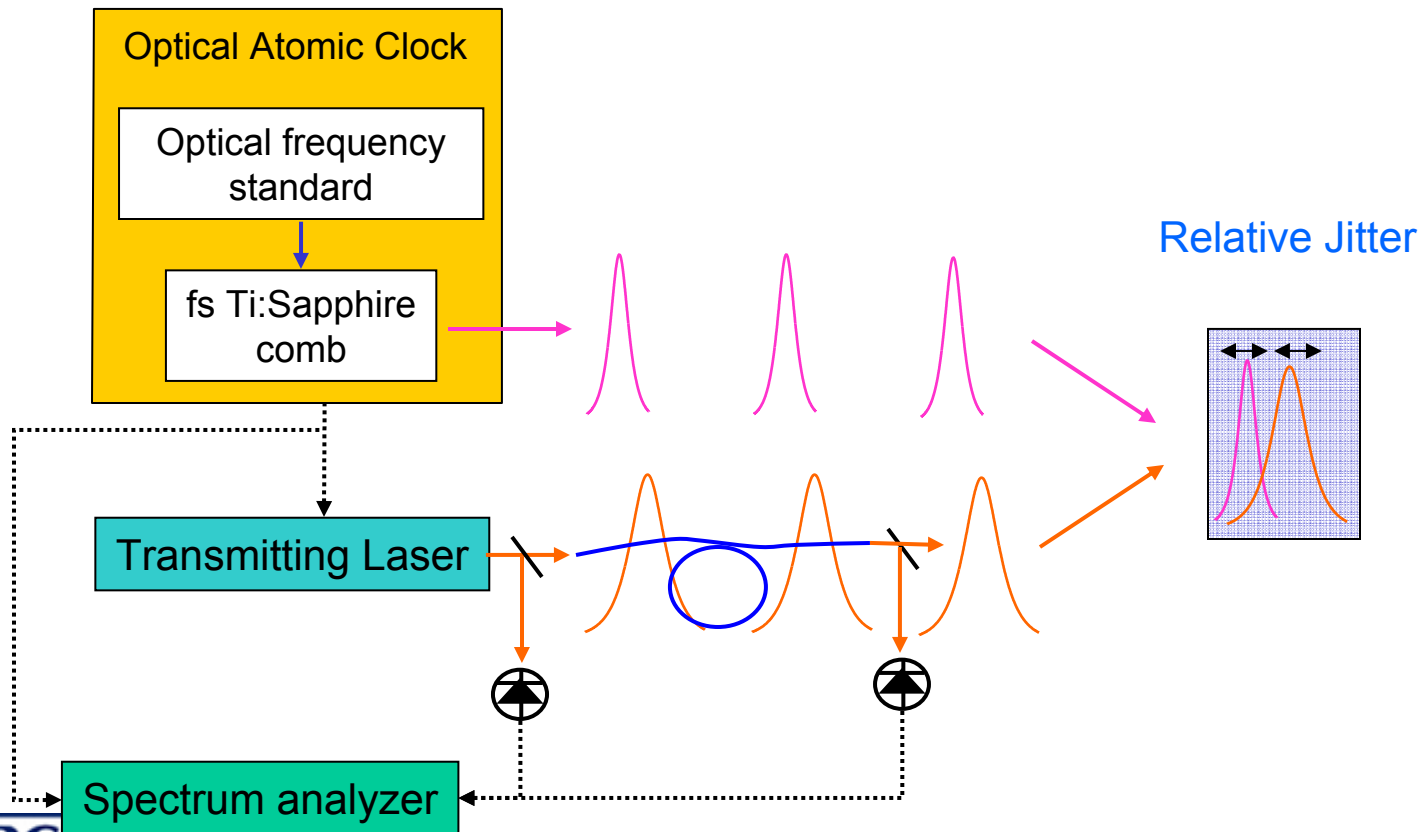 Optical Atomic Clock
Optical frequency
standard
fs Ti:Sapphire
comb
Relative Jitter
Transmitting Laser
Spectrum analyzer